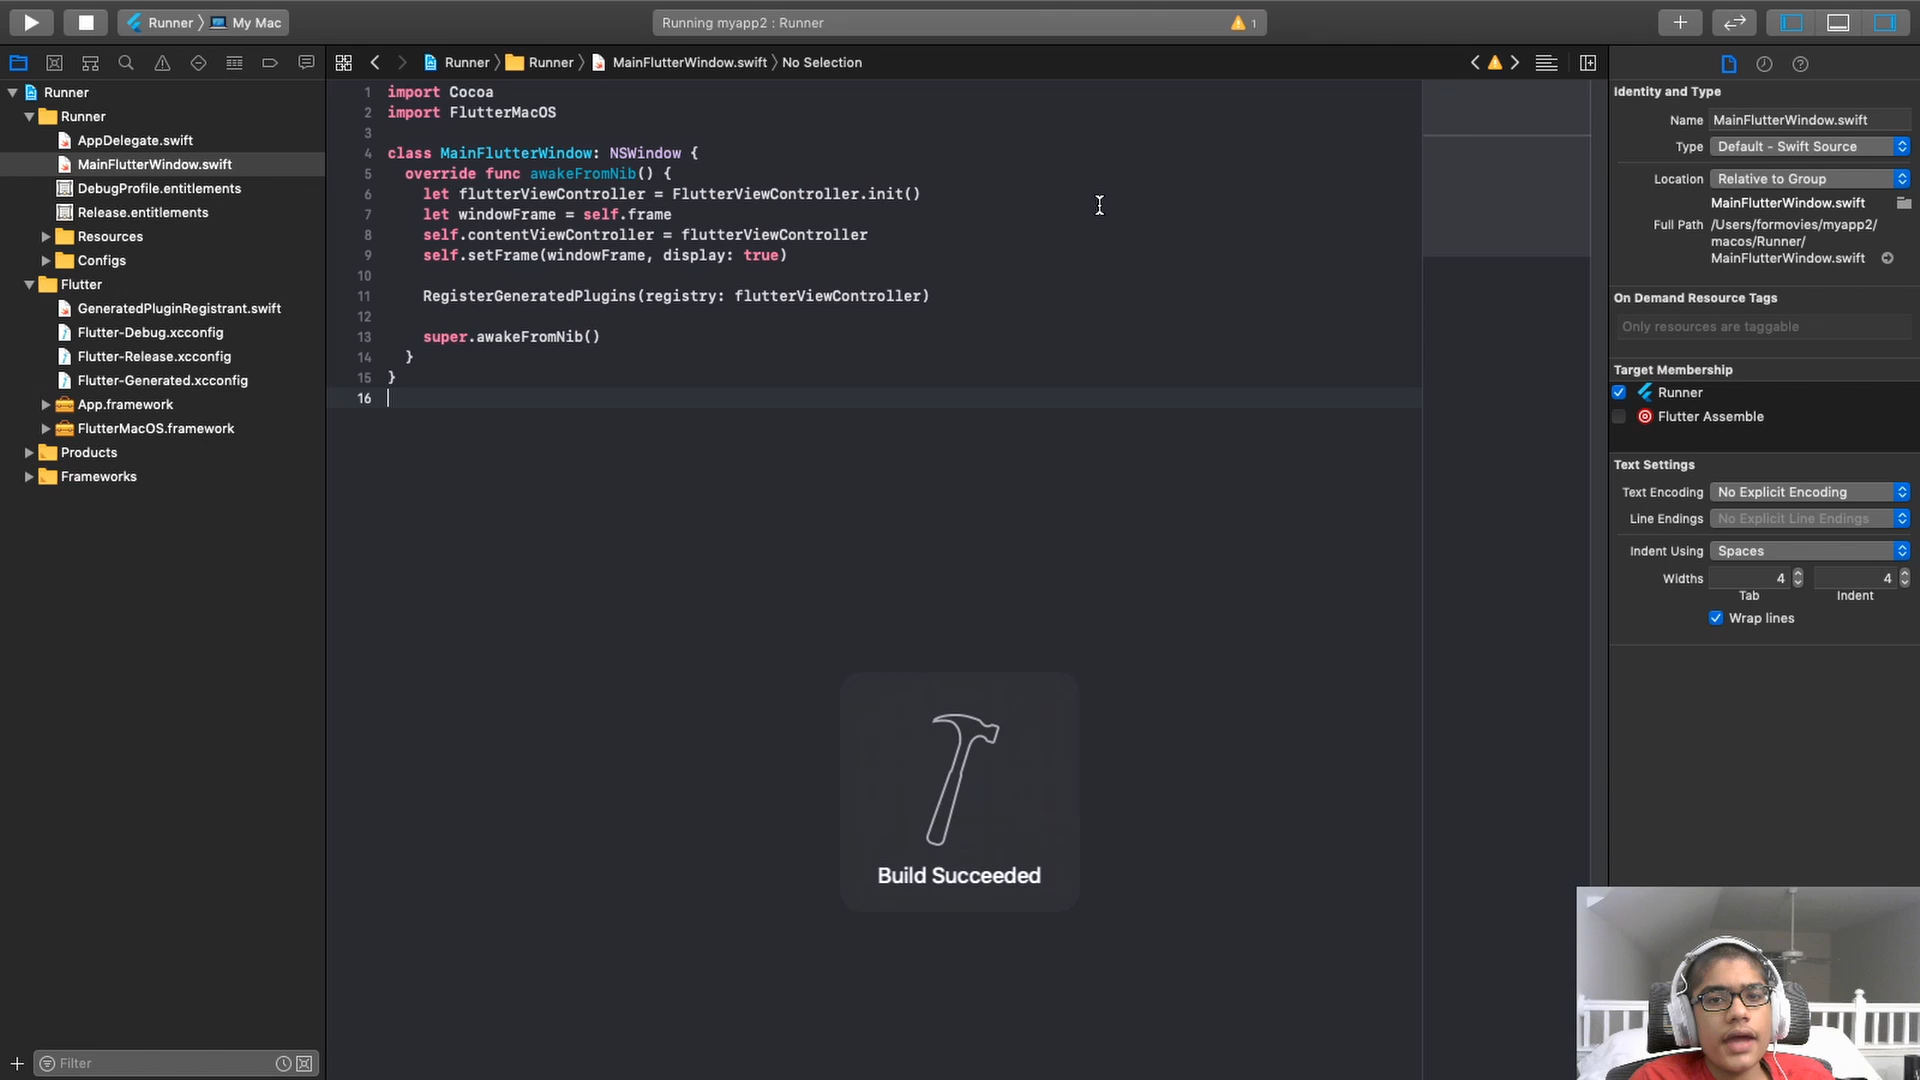 Runner
My Mac
Running myapp2 : Runner
1
Runner
Runner
MainFlutterWindow.swift
No Selection
Runner
Runner
AppDelegate.swift
MainFlutterWindow.swift
DebugProfile.entitlements
Release.entitlements
Resources
Configs
Flutter
GeneratedPluginRegistrant.swift
Flutter-Debug.xcconfig
Flutter-Release.xcconfig
Flutter-Generated.xcconfig
App.framework
FlutterMacOS.framework
Products
Frameworks
Filter
1 import Cocoa
2 import FlutterMacOS
3
4 class MainFlutterWindow: NSWindow {
5 override func awakeFromNib() {
6 let flutterViewController = FlutterViewController.init()
7 let windowFrame = self.frame
8 self.contentViewController = flutterViewController
9 self.setFrame(windowFrame, display: true)
10
11 RegisterGeneratedPlugins(registry: flutterViewController)
12
13 super.awakeFromNib()
14 }
15 }
16
Build Succeeded
Identity and Type
Name MainFlutterWindow.swift
Type Default - Swift Source
Location Relative to Group
MainFlutterWindow.swift
Full Path /Users/formovies/myapp2/
macos/Runner/
MainFlutterWindow.swift
On Demand Resource Tags
Only resources are taggable
Target Membership
Runner
Flutter Assemble
Text Settings
Text Encoding No Explicit Encoding
Line Endings No Explicit Line Endings
Indent Using Spaces
Widths 4 4
Tab Indent
Wrap lines